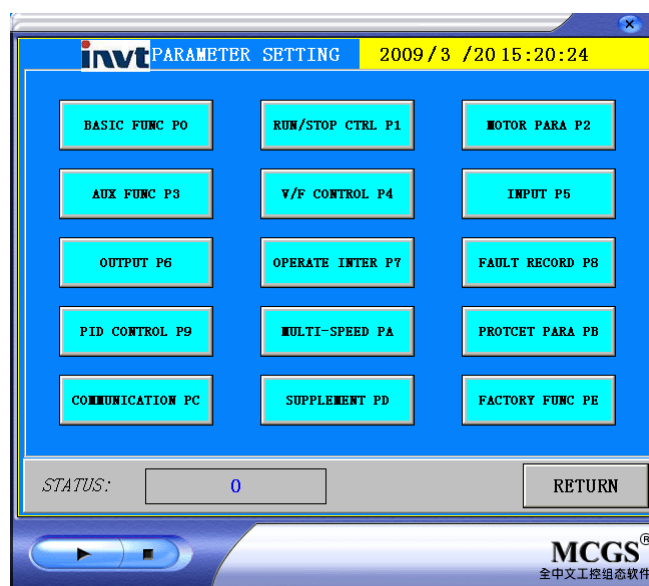 invt PARAMETER SETTING 2009/3 /20 15:20:24
BASIC FUNC P0 RUN/STOP CTRL P1 MOTOR PARA P2
AUX FUNC P3 V/F CONTROL P4 INPUT P5
OUTPUT P6 OPERATE INTER P7 FAULT RECORD P8
PID CONTROL P9 MULTI-SPEED PA PROTCET PARA PB
COMMUNICATION PC SUPPLEMENT PD FACTORY FUNC PE
STATUS: 0 RETURN
MCGS®
全中文工控组态软件